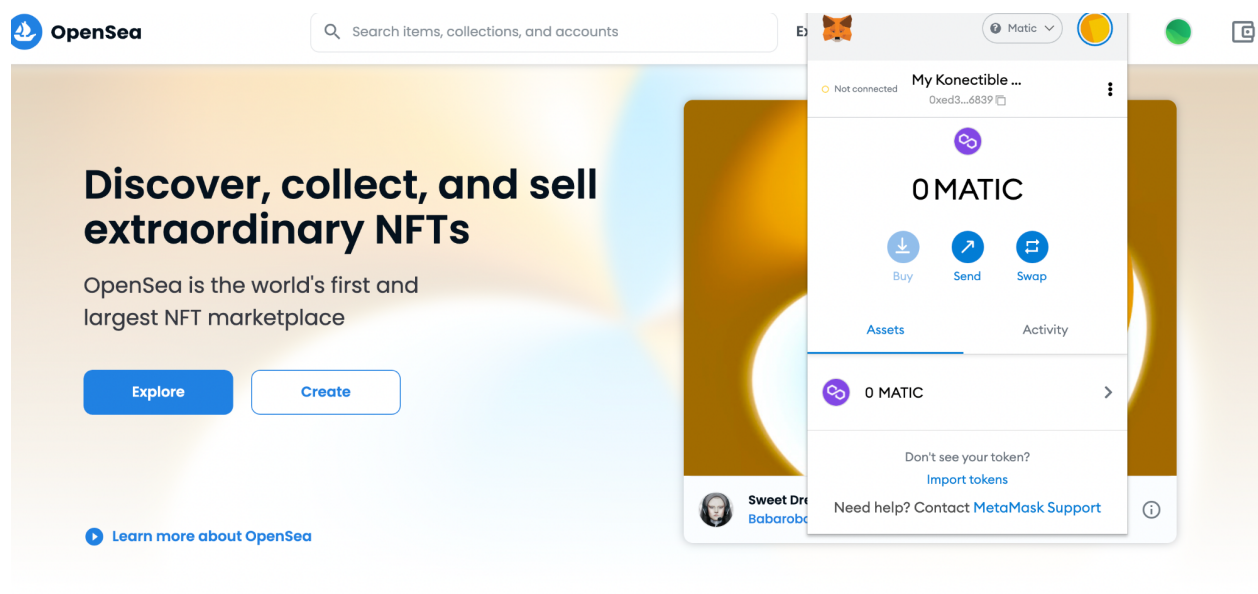 OpenSea
Search items, collections, and accounts
Matic
Not connected
My Konectible ...
0xed3...6839
0 MATIC
Buy
Send
Swap
Assets
Activity
0 MATIC
Don't see your token?
Import tokens
Need help? Contact MetaMask Support
Discover, collect, and sell
extraordinary NFTs
OpenSea is the world's first and
largest NFT marketplace
Explore
Create
Learn more about OpenSea
Sweet Dre
Babarobo